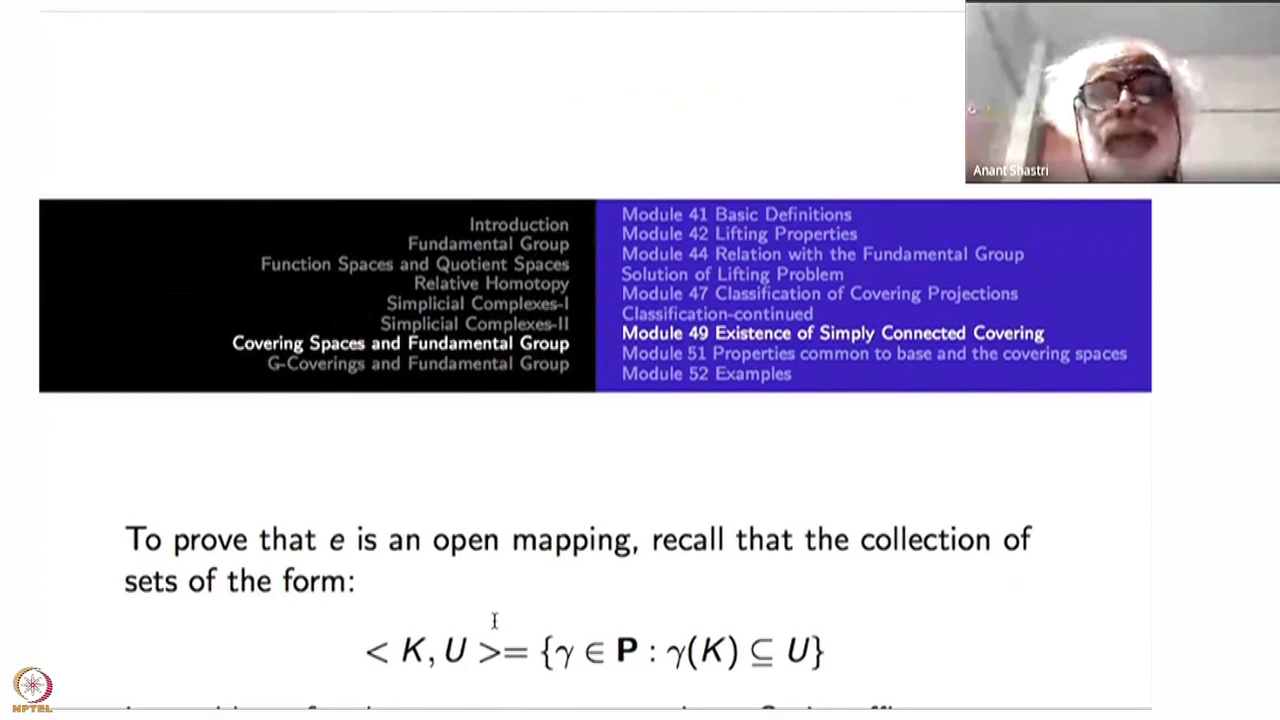 Anant Shastri
Introduction
Fundamental Group
Function Spaces and Quotient Spaces
Relative Homotopy
Simplicial Complexes-I
Simplicial Complexes-II
Covering Spaces and Fundamental Group
G-Coverings and Fundamental Group
Module 41 Basic Definitions
Module 42 Lifting Properties
Module 44 Relation with the Fundamental Group
Solution of Lifting Problem
Module 47 Classification of Covering Projections
Classification-continued
Module 49 Existence of Simply Connected Covering
Module 51 Properties common to base and the covering spaces
Module 52 Examples
To prove that e is an open mapping, recall that the collection of
sets of the form:
< K, U >= {γ ∈ P : γ(K) ⊆ U}
NPTEL